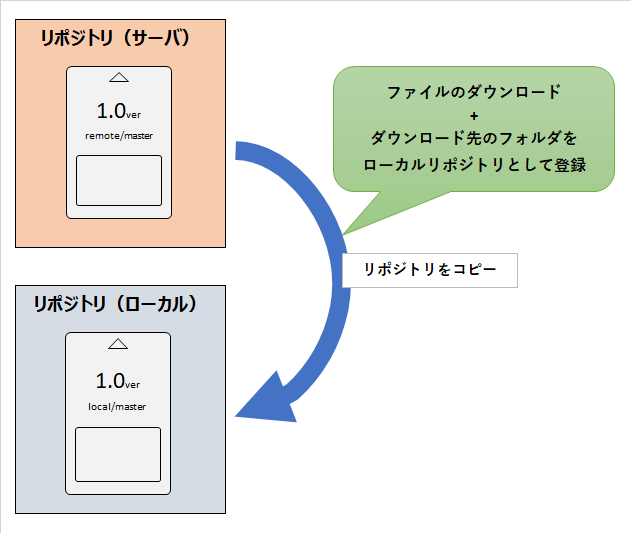 リポジトリ（サーバ）
1.0ver
remote/master
ファイルのダウンロード
+
ダウンロード先のフォルダを
ローカルリポジトリとして登録
リポジトリをコピー
リポジトリ（ローカル）
1.0ver
local/master